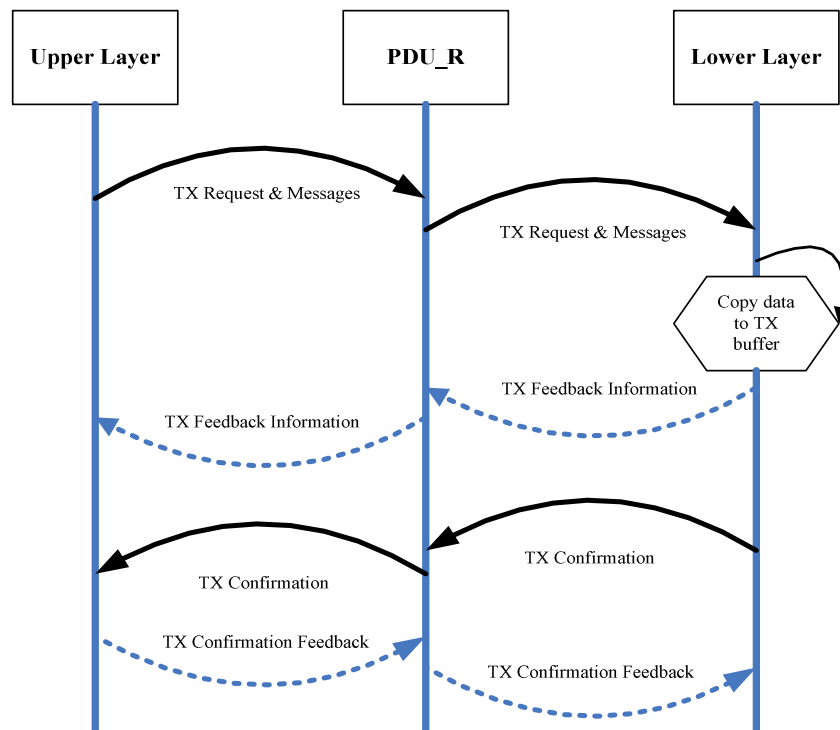 Upper Layer
PDU_R
Lower Layer
TX Request & Messages
TX Request & Messages
Copy data
to TX
buffer
TX Feedback Information
TX Feedback Information
TX Confirmation
TX Confirmation
TX Confirmation Feedback
TX Confirmation Feedback